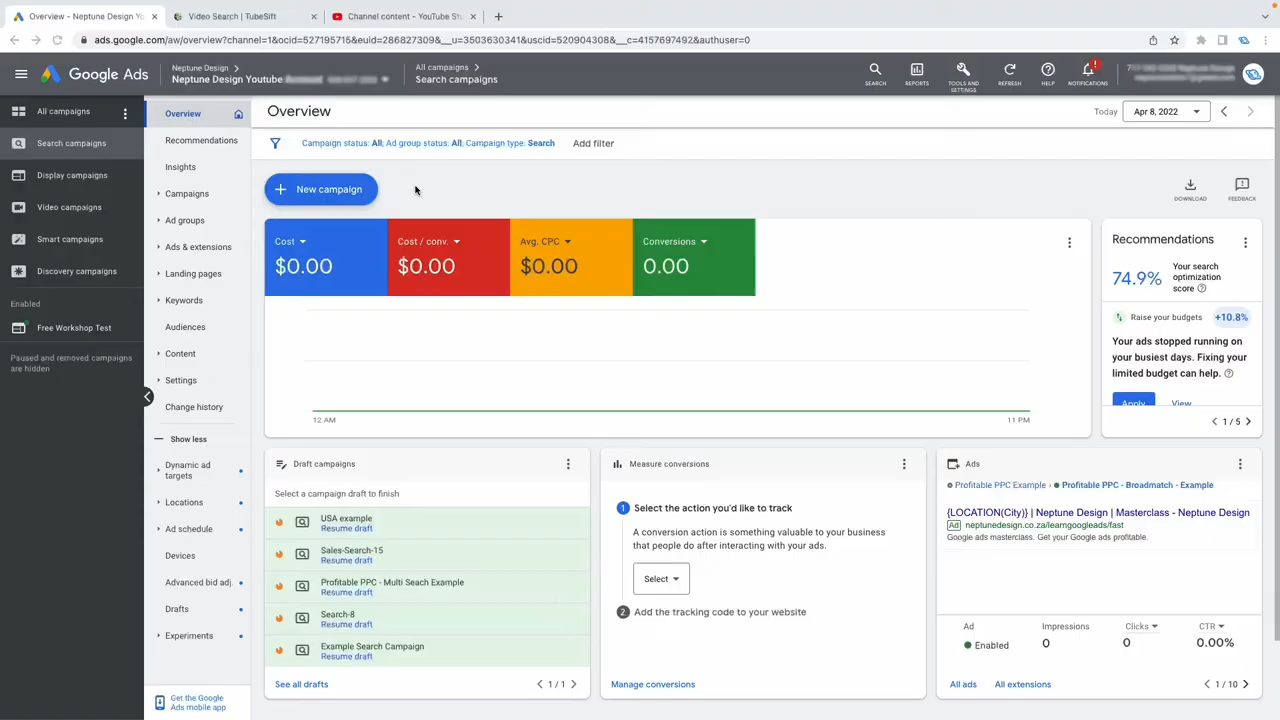 Overview - Neptune Design Yo
Video Search | TubeSift
Channel content - YouTube St
ads.google.com/aw/overview?channel=1&ocid=527195715&euid=286827309&__u=3503630341&uscid=520904308&__c=4157697492&authuser=0
Google Ads
Neptune Design
Neptune Design Youtube
All campaigns
Search campaigns
SEARCH
REPORTS
TOOLS AND SETTINGS
REFRESH
HELP
NOTIFICATIONS
All campaigns
Search campaigns
Display campaigns
Video campaigns
Smart campaigns
Discovery campaigns
Enabled
Free Workshop Test
Paused and removed campaigns
are hidden
Overview
Recommendations
Insights
Campaigns
Ad groups
Ads & extensions
Landing pages
Keywords
Audiences
Content
Settings
Change history
Show less
Dynamic ad
targets
Locations
Ad schedule
Devices
Advanced bid adj.
Drafts
Experiments
Get the Google
Ads mobile app
Overview
Today
Apr 8, 2022
Campaign status: All; Ad group status: All; Campaign type: Search
Add filter
New campaign
DOWNLOAD
FEEDBACK
Cost
$0.00
Cost / conv.
$0.00
Avg. CPC
$0.00
Conversions
0.00
12 AM
11 PM
Recommendations
74.9%
Your search
optimization
score
Raise your budgets
+10.8%
Your ads stopped running on
your busiest days. Fixing your
limited budget can help.
Apply
View
1 / 5
Draft campaigns
Select a campaign draft to finish
USA example
Resume draft
Sales-Search-15
Resume draft
Profitable PPC - Multi Seach Example
Resume draft
Search-8
Resume draft
Example Search Campaign
Resume draft
See all drafts
1 / 1
Measure conversions
1 Select the action you'd like to track
A conversion action is something valuable to your business
that people do after interacting with your ads.
Select
2 Add the tracking code to your website
Manage conversions
Ads
Profitable PPC Example › Profitable PPC - Broadmatch - Example
{LOCATION(City)} | Neptune Design | Masterclass - Neptune Design
Ad neptunedesign.co.za/learngoogleads/fast
Google ads masterclass. Get your Google ads profitable.
Ad
Impressions
Clicks
CTR
Enabled
0
0
0.00%
All ads
All extensions
1 / 10